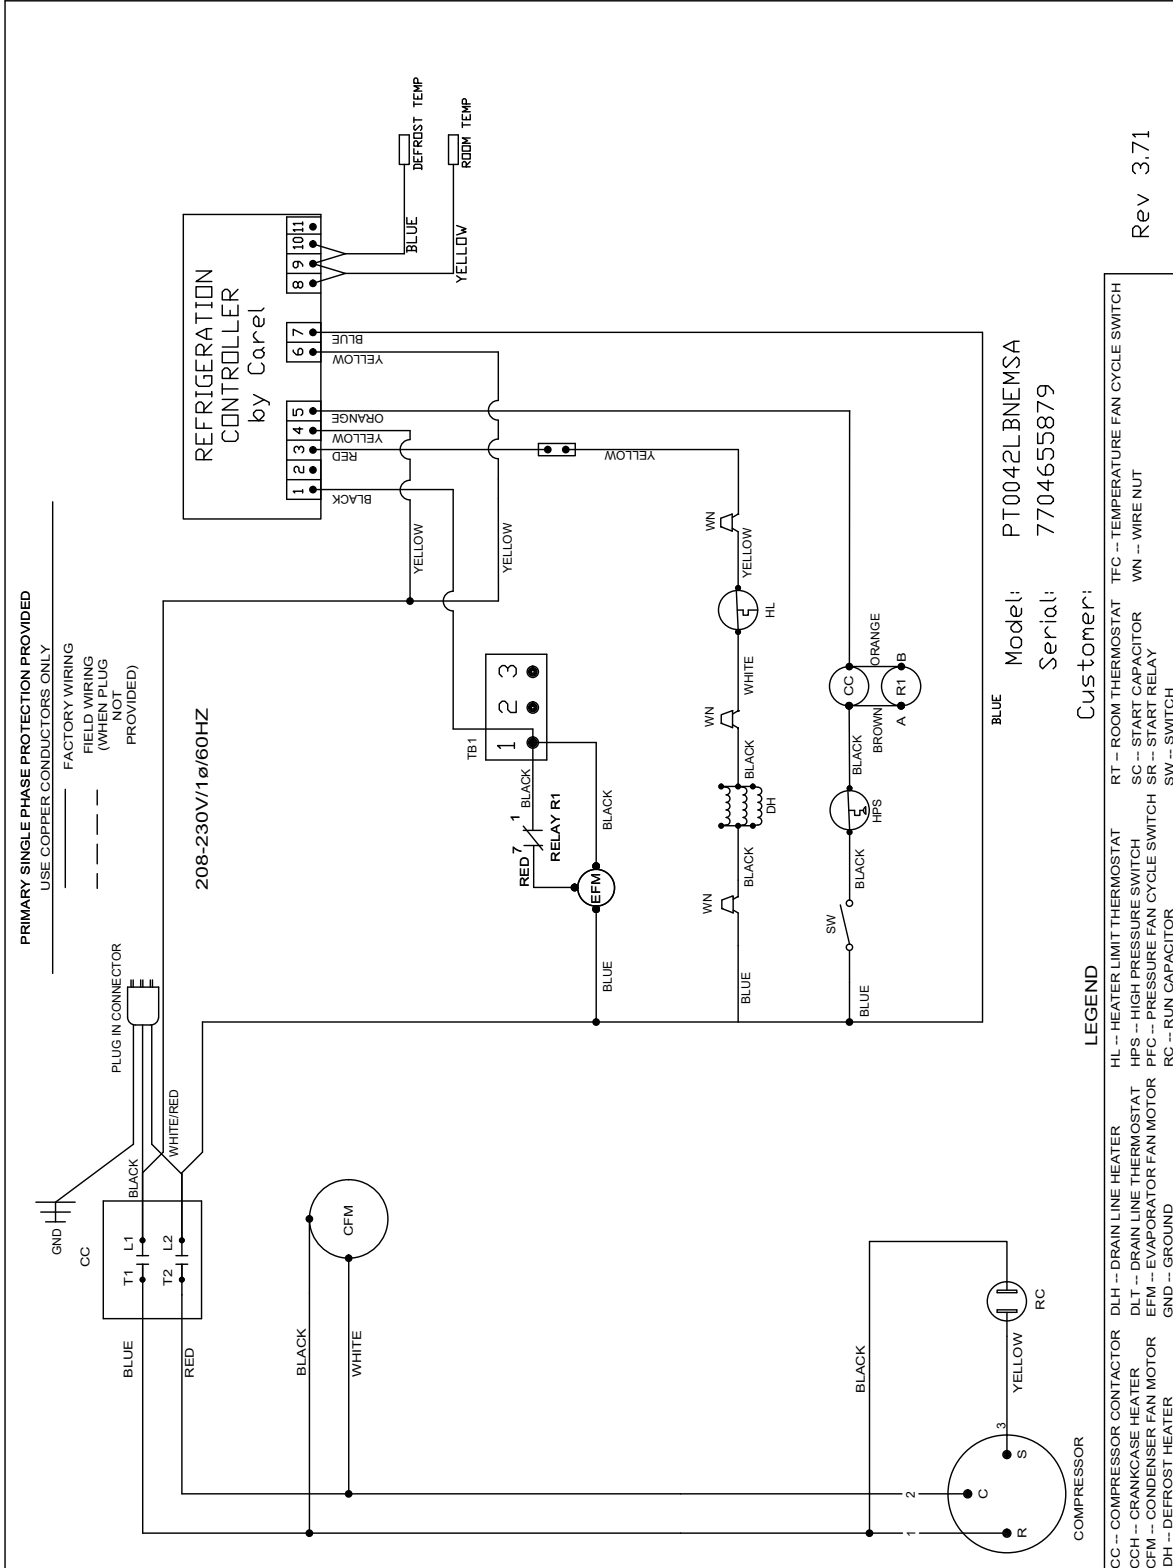 PRIMARY SINGLE PHASE PROTECTION PROVIDED
USE COPPER CONDUCTORS ONLY
FACTORY WIRING
FIELD WIRING
(WHEN PLUG
NOT
PROVIDED)
208-230V/1ø/60HZ
PLUG IN CONNECTOR
GND
CC
BLACK
WHITE/RED
T1
L1
T2
L2
BLUE
RED
BLACK
WHITE
CFM
REFRIGERATION
CONTROLLER
by Carel
1
2
3
4
5
6
7
8
9
10
11
BLACK
RED
YELLOW
ORANGE
YELLOW
BLUE
BLUE
YELLOW
DEFROST TEMP
ROOM TEMP
YELLOW
YELLOW
YELLOW
TB1
1
2
3
BLACK
1
RED 7
RELAY R1
BLACK
EFM
BLUE
BLUE
WN
BLACK
DH
BLACK
WN
WHITE
HL
YELLOW
WN
BLUE
SW
BLACK
HPS
BLACK
BROWN
CC
ORANGE
A
R1
B
BLUE
BLACK
1
2
3
R
C
S
YELLOW
RC
COMPRESSOR
Model: PT0042LBNEMSA
Serial: 7704655879
Customer:
Rev 3.71
LEGEND
CC -- COMPRESSOR CONTACTOR
CCH -- CRANKCASE HEATER
CFM -- CONDENSER FAN MOTOR
DH -- DEFROST HEATER
DLH -- DRAIN LINE HEATER
DLT -- DRAIN LINE THERMOSTAT
EFM -- EVAPORATOR FAN MOTOR
GND -- GROUND
HL -- HEATER LIMIT THERMOSTAT
HPS -- HIGH PRESSURE SWITCH
PFC -- PRESSURE FAN CYCLE SWITCH
RC -- RUN CAPACITOR
RT -- ROOM THERMOSTAT
SC -- START CAPACITOR
SR -- START RELAY
SW -- SWITCH
TFC -- TEMPERATURE FAN CYCLE SWITCH
WN -- WIRE NUT